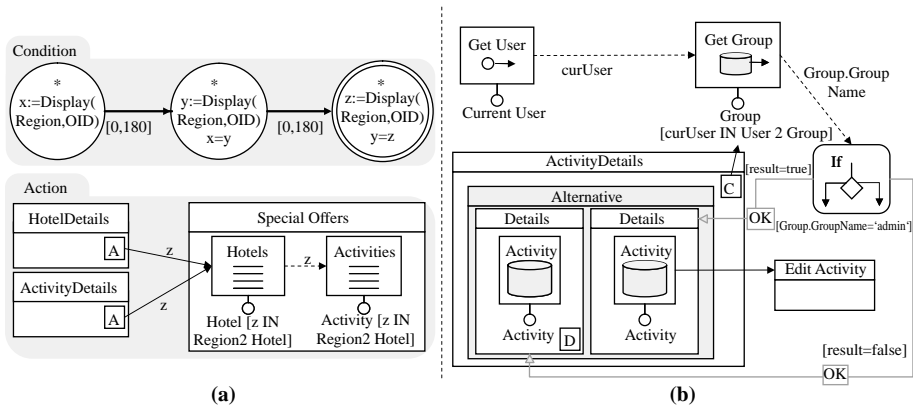 Condition
*
x:=Display(
Region,OID)
[0,180]
*
y:=Display(
Region,OID)
x=y
[0,180]
*
z:=Display(
Region,OID)
y=z
Action
HotelDetails
A
z
ActivityDetails
A
z
Special Offers
Hotels
z
Activities
Hotel [z IN
Region2 Hotel]
Activity [z IN
Region2 Hotel]
(a)
Get User
Current User
curUser
Get Group
Group
[curUser IN User 2 Group]
Group.Group
Name
If
[Group.GroupName=‘admin‘]
[result=true]
OK
ActivityDetails
C
Alternative
Details
Activity
Activity
D
Details
Activity
Activity
Edit Activity
[result=false]
OK
(b)